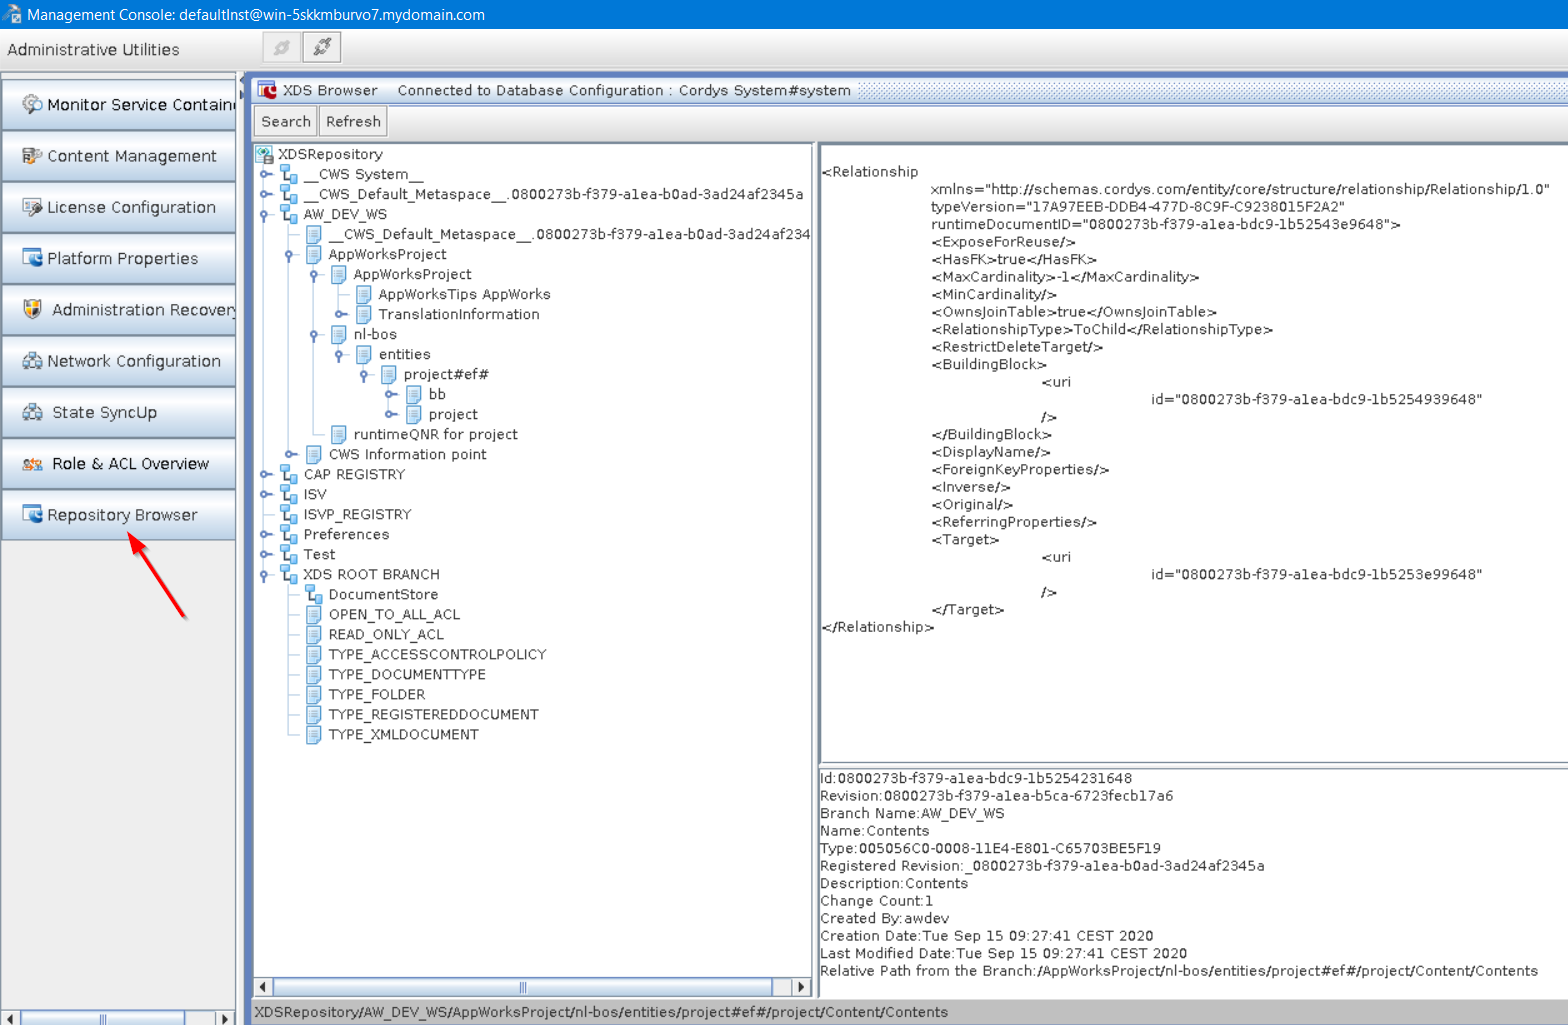 Management Console: defaultInst@win-5skkmburvo7.mydomain.com
Administrative Utilities
Monitor Service Contain
Content Management
License Configuration
Platform Properties
Administration Recovery
Network Configuration
State SyncUp
Role & ACL Overview
Repository Browser
XDS Browser Connected to Database Configuration : Cordys System#system
Search Refresh
XDSRepository
__CWS System__
__CWS_Default_Metaspace__.0800273b-f379-a1ea-b0ad-3ad24af2345a
AW_DEV_WS
__CWS_Default_Metaspace__.0800273b-f379-a1ea-b0ad-3ad24af234
AppWorksProject
AppWorksProject
AppWorksTips AppWorks
TranslationInformation
nl-bos
entities
project#ef#
bb
project
runtimeQNR for project
CWS Information point
CAP REGISTRY
ISV
ISVP_REGISTRY
Preferences
Test
XDS ROOT BRANCH
DocumentStore
OPEN_TO_ALL_ACL
READ_ONLY_ACL
TYPE_ACCESSCONTROLPOLICY
TYPE_DOCUMENTTYPE
TYPE_FOLDER
TYPE_REGISTEREDDOCUMENT
TYPE_XMLDOCUMENT
<Relationship
xmlns="http://schemas.cordys.com/entity/core/structure/relationship/Relationship/1.0"
typeVersion="17A97EEB-DDB4-477D-8C9F-C9238015F2A2"
runtimeDocumentID="0800273b-f379-a1ea-bdc9-1b52543e9648">
<ExposeForReuse/>
<HasFK>true</HasFK>
<MaxCardinality>-1</MaxCardinality>
<MinCardinality/>
<OwnsJoinTable>true</OwnsJoinTable>
<RelationshipType>ToChild</RelationshipType>
<RestrictDeleteTarget/>
<BuildingBlock>
<uri
id="0800273b-f379-a1ea-bdc9-1b5254939648"
/>
</BuildingBlock>
<DisplayName/>
<ForeignKeyProperties/>
<Inverse/>
<Original/>
<ReferringProperties/>
<Target>
<uri
id="0800273b-f379-a1ea-bdc9-1b5253e99648"
/>
</Target>
</Relationship>
Id:0800273b-f379-a1ea-bdc9-1b5254231648
Revision:0800273b-f379-a1ea-b5ca-6723fecb17a6
Branch Name:AW_DEV_WS
Name:Contents
Type:005056C0-0008-11E4-E801-C65703BE5F19
Registered Revision:_0800273b-f379-a1ea-b0ad-3ad24af2345a
Description:Contents
Change Count:1
Created By:awdev
Creation Date:Tue Sep 15 09:27:41 CEST 2020
Last Modified Date:Tue Sep 15 09:27:41 CEST 2020
Relative Path from the Branch:/AppWorksProject/nl-bos/entities/project#ef#/project/Content/Contents
XDSRepository/AW_DEV_WS/AppWorksProject/nl-bos/entities/project#ef#/project/Content/Contents